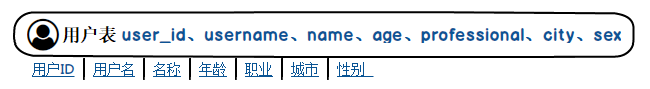 用户表 user_id、username、name、age、professional、city、sex
用户ID | 用户名 | 名称 | 年龄 | 职业 | 城市 | 性别